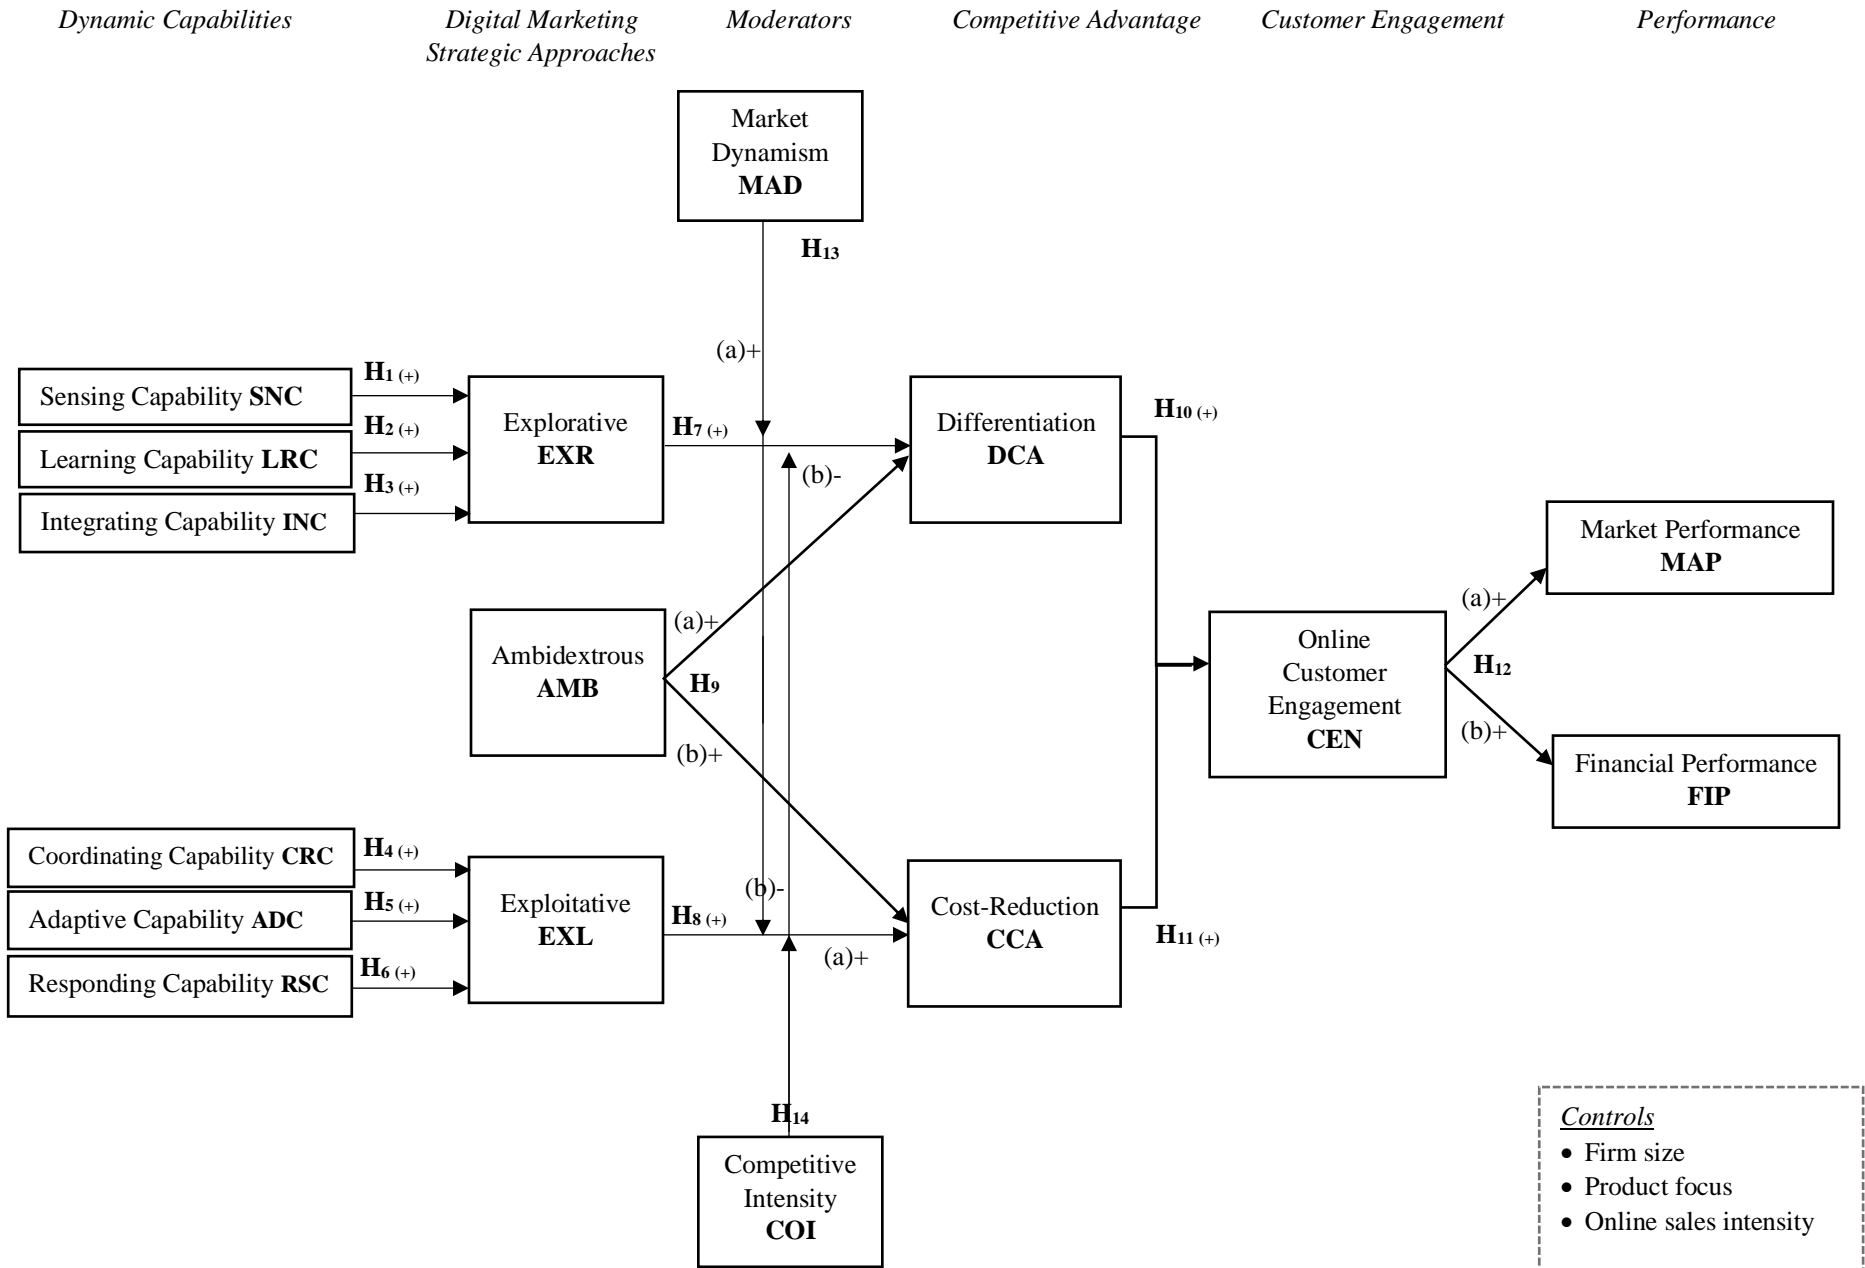 Dynamic Capabilities
Digital Marketing
Strategic Approaches
Moderators
Competitive Advantage
Customer Engagement
Performance
Market
Dynamism
MAD
H13
(a)+
Sensing Capability SNC
Learning Capability LRC
Integrating Capability INC
H1 (+)
H2 (+)
H3 (+)
Explorative
EXR
H7 (+)
(b)-
Differentiation
DCA
H10 (+)
Ambidextrous
AMB
(a)+
H9
(b)+
Online
Customer
Engagement
CEN
(a)+
H12
(b)+
Market Performance
MAP
Financial Performance
FIP
Coordinating Capability CRC
Adaptive Capability ADC
Responding Capability RSC
H4 (+)
H5 (+)
H6 (+)
Exploitative
EXL
H8 (+)
(b)-
(a)+
Cost-Reduction
CCA
H11 (+)
H14
Competitive
Intensity
COI
Controls
• Firm size
• Product focus
• Online sales intensity